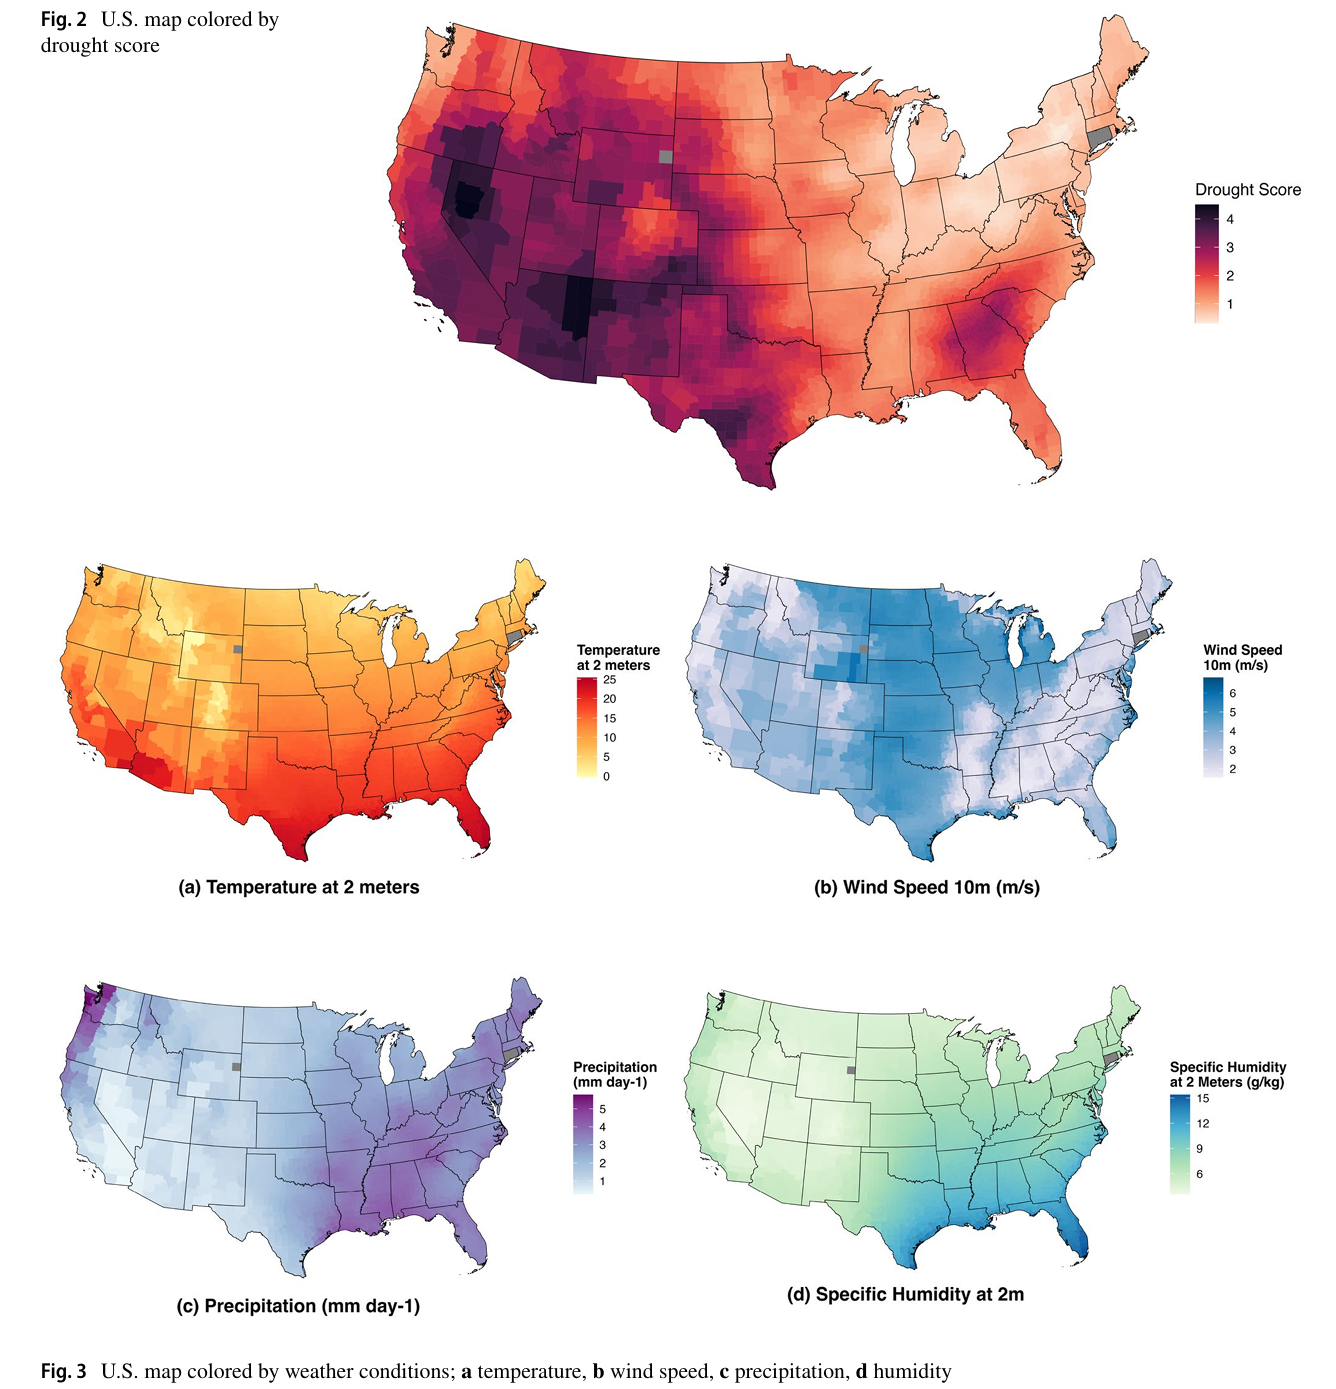 Fig. 2 U.S. map colored by
drought score
Drought Score
4
3
2
1
Temperature
at 2 meters
25
20
15
10
5
0
(a) Temperature at 2 meters
Wind Speed
10m (m/s)
6
5
4
3
2
(b) Wind Speed 10m (m/s)
Precipitation
(mm day-1)
5
4
3
2
1
(c) Precipitation (mm day-1)
Specific Humidity
at 2 Meters (g/kg)
15
12
9
6
(d) Specific Humidity at 2m
Fig. 3 U.S. map colored by weather conditions; a temperature, b wind speed, c precipitation, d humidity